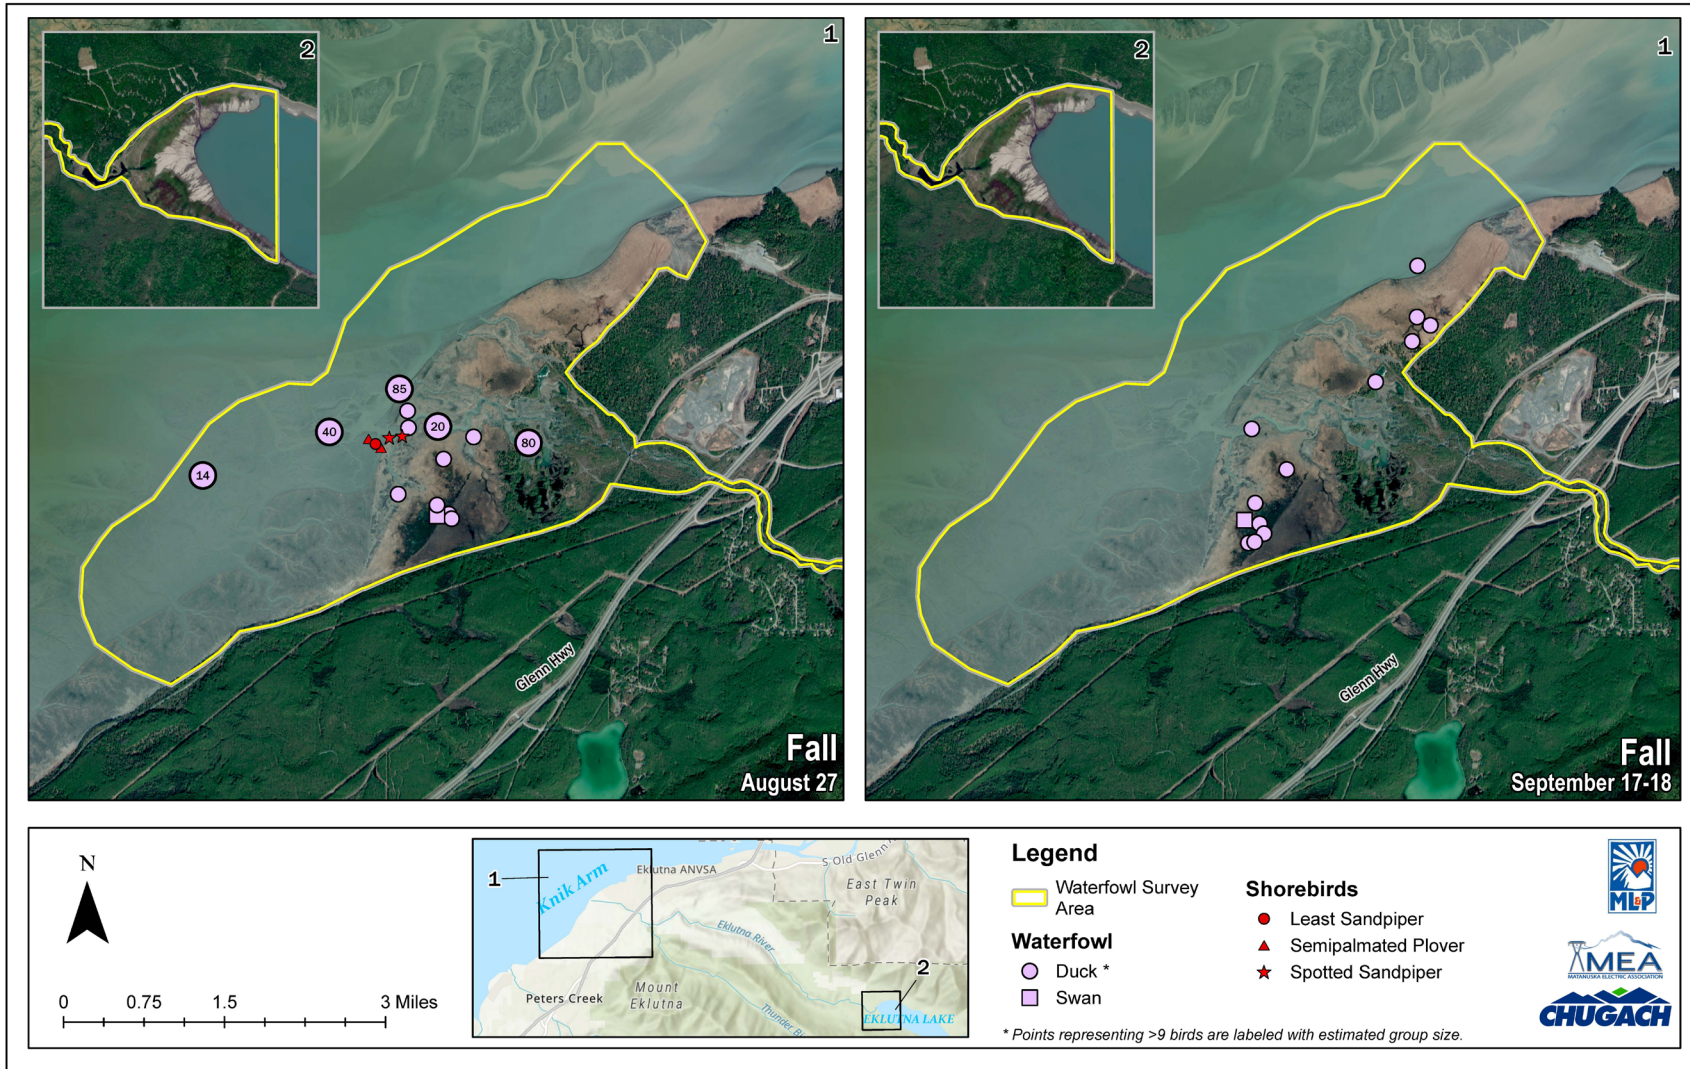 2
1
85
40
20
80
14
Glenn Hwy
Fall
August 27
2
1
Glenn Hwy
Fall
September 17-18
N
0 0.75 1.5 3 Miles
1
Knik Arm
Eklutna ANVSA
S Old Glenn
East Twin
Peak
Eklutna River
2
Peters Creek
Mount
Eklutna
Thunder
EKLUTNA LAKE
Legend
Waterfowl Survey
Area
Waterfowl
Duck *
Swan
Shorebirds
Least Sandpiper
Semipalmated Plover
Spotted Sandpiper
* Points representing >9 birds are labeled with estimated group size.
ML&P
MEA
MATANUSKA ELECTRIC ASSOCIATION
CHUGACH